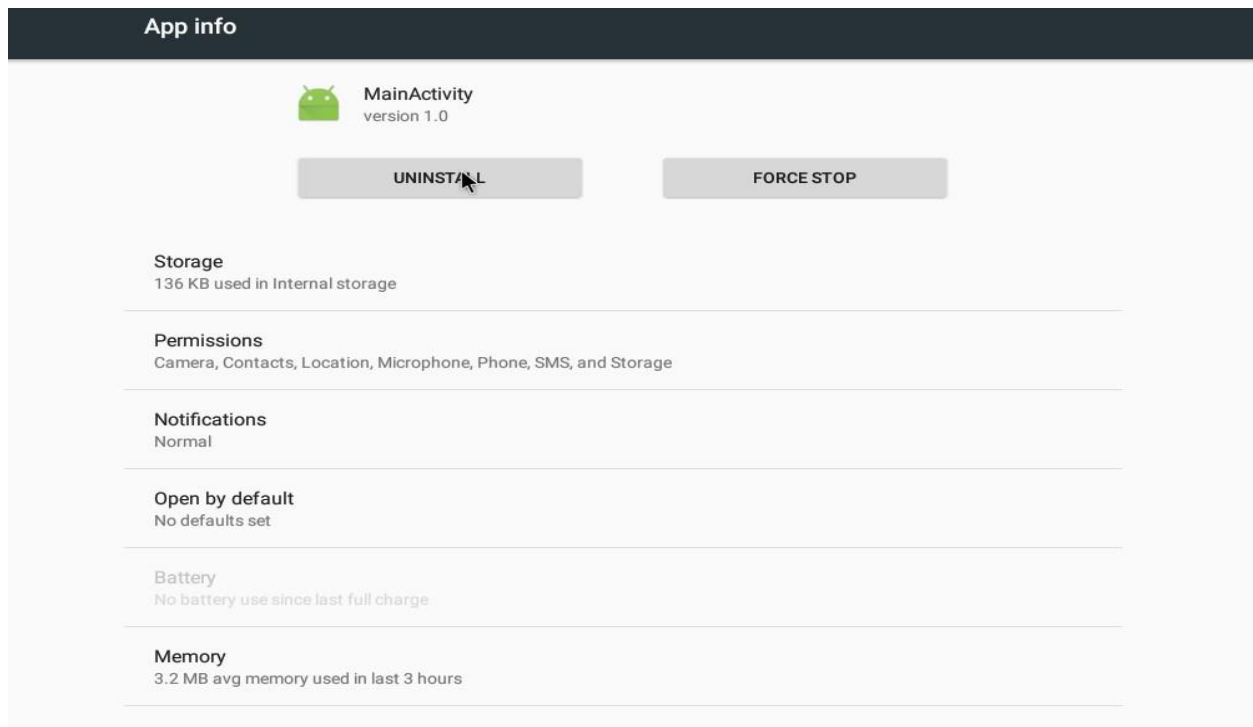 App info
MainActivity
version 1.0
UNINSTALL
FORCE STOP
Storage
136 KB used in Internal storage
Permissions
Camera, Contacts, Location, Microphone, Phone, SMS, and Storage
Notifications
Normal
Open by default
No defaults set
Battery
No battery use since last full charge
Memory
3.2 MB avg memory used in last 3 hours